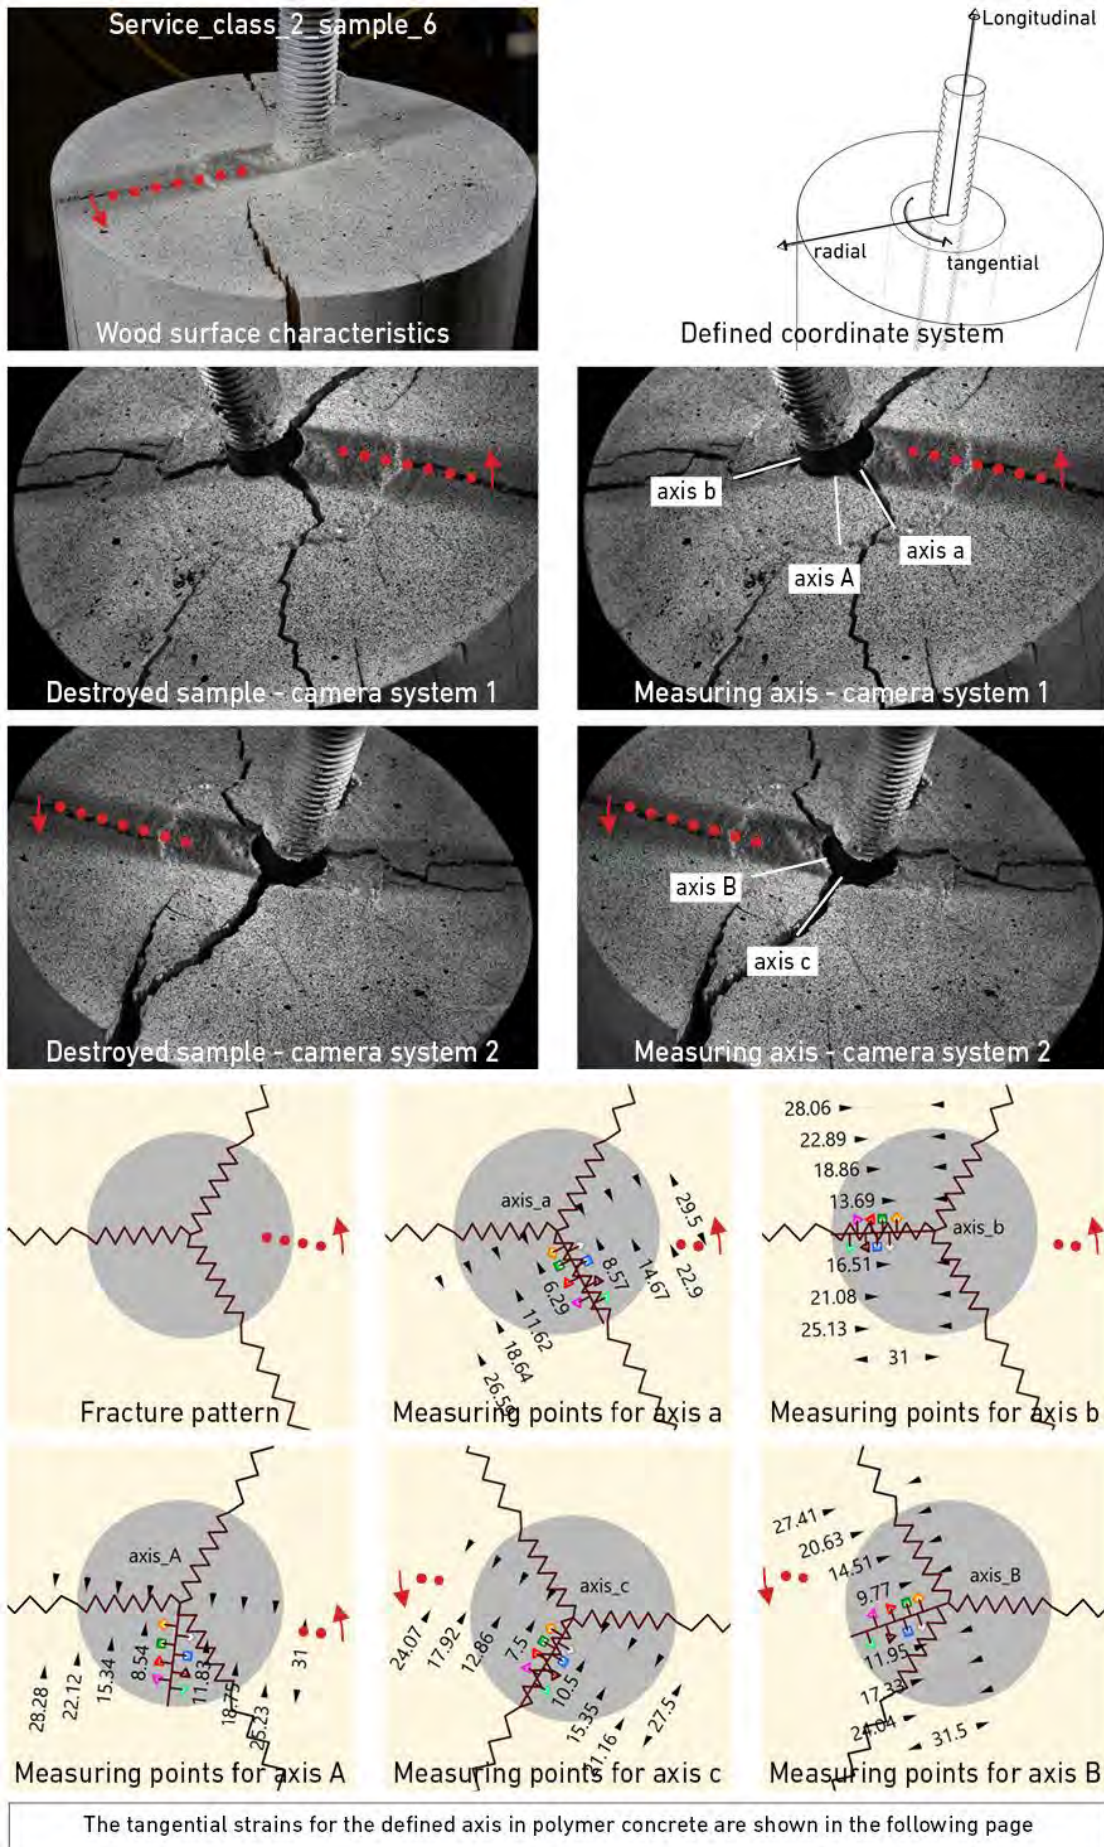 Service_class_2_sample_6
Wood surface characteristics
Longitudinal
radial
tangential
Defined coordinate system
Destroyed sample - camera system 1
axis b
axis a
axis A
Measuring axis - camera system 1
Destroyed sample - camera system 2
axis B
axis c
Measuring axis - camera system 2
Fracture pattern
axis_a
29.5
22.9
14.67
8.57
6.29
11.62
18.64
26.59
Measuring points for axis a
28.06
22.89
18.86
13.69
axis_b
16.51
21.08
25.13
31
Measuring points for axis b
axis_A
28.28
22.12
15.34
8.54
11.83
18.75
25.23
31
Measuring points for axis A
axis_c
24.07
17.92
12.86
7.5
10.5
15.35
21.16
27.5
Measuring points for axis c
27.41
20.63
14.51
9.77
axis_B
11.95
17.33
24.04
31.5
Measuring points for axis B
The tangential strains for the defined axis in polymer concrete are shown in the following page